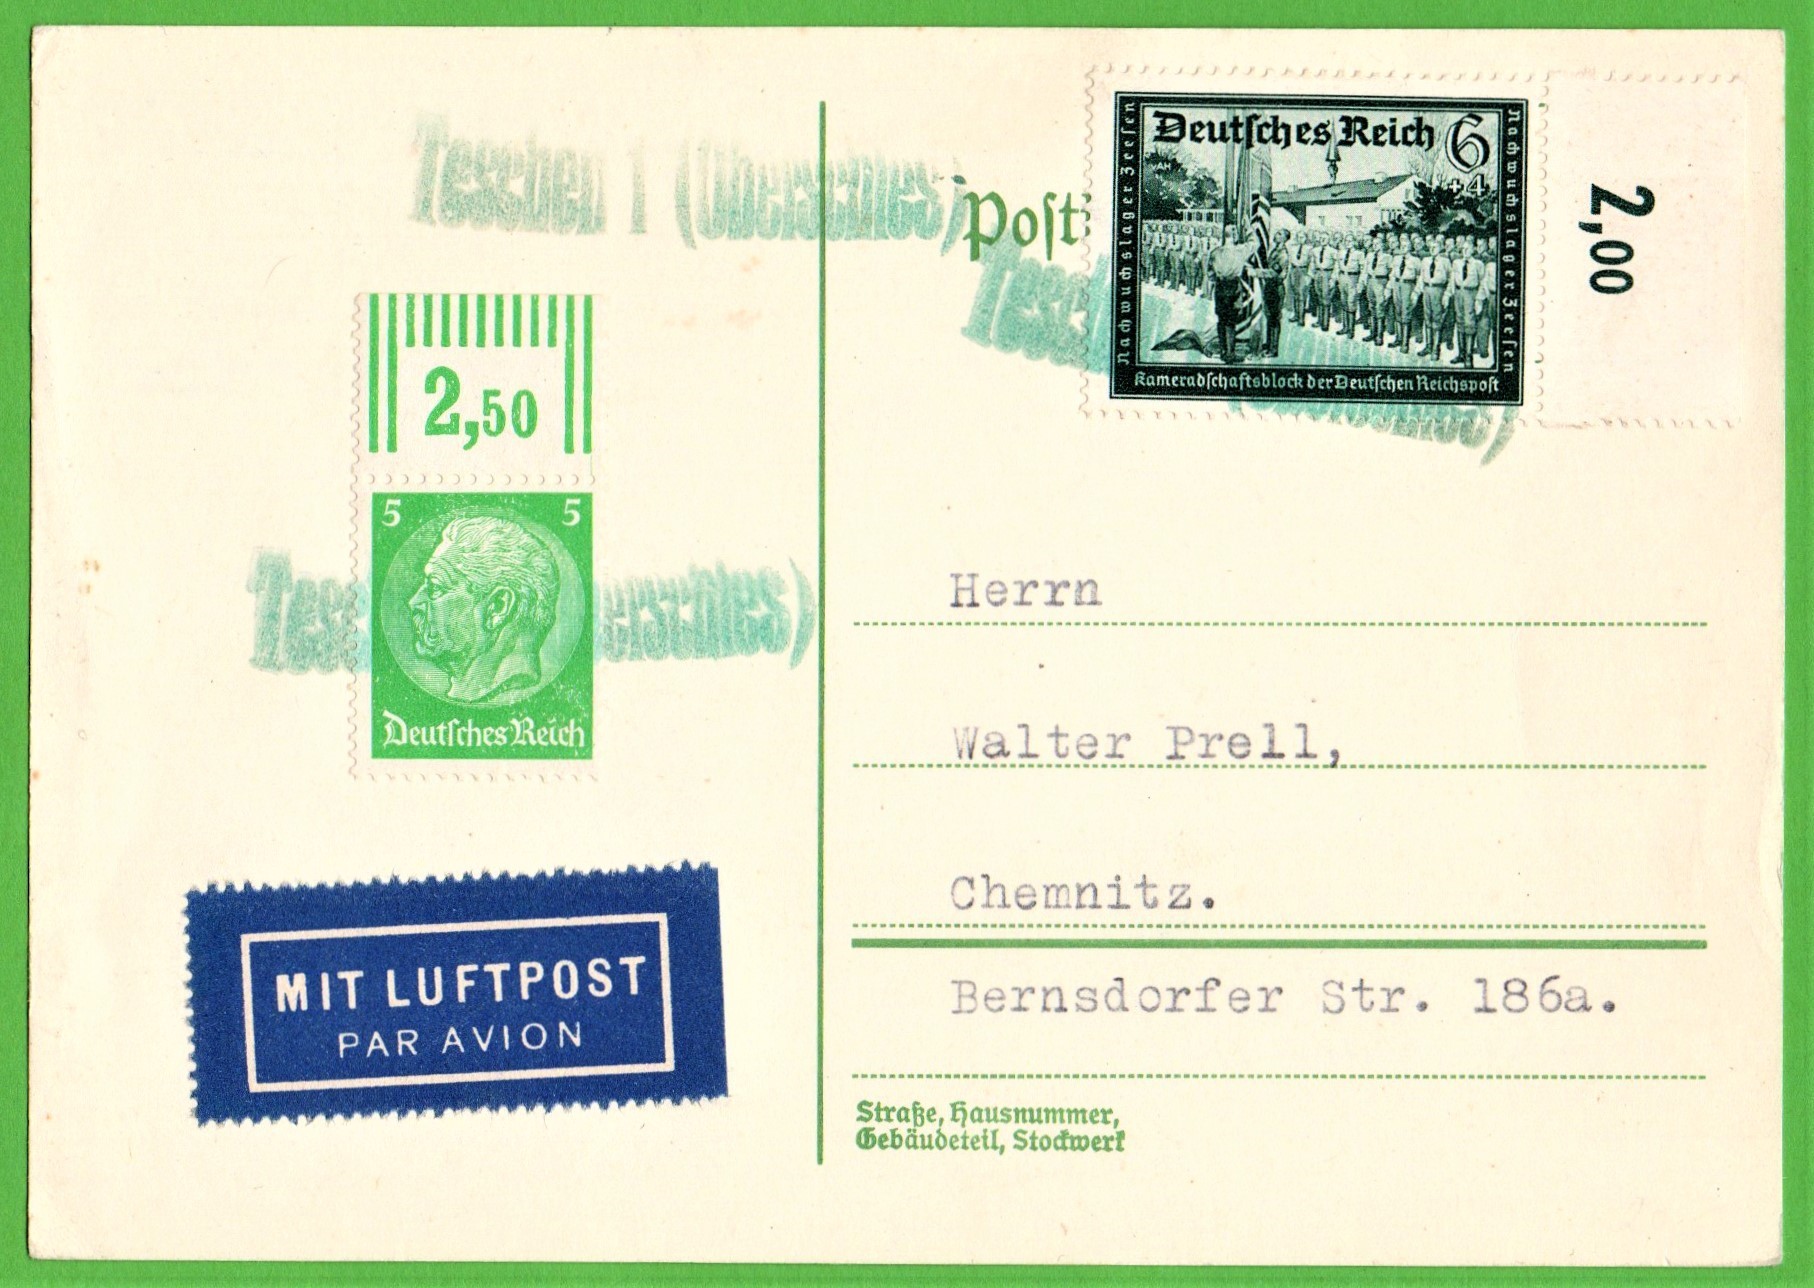 Teschen 1 (Oberschles)
Post
Deutsches Reich 6
+4
Nachwuchslager Zeesen
Nachwuchslager Zeesen
Kameradschaftsblock der Deutschen Reichspost
2,00
2,50
5 5
Deutsches Reich
MIT LUFTPOST
PAR AVION
Herrn
Walter Prell,
Chemnitz.
Bernsdorfer Str. 186a.
Straße, Hausnummer,
Gebäudeteil, Stockwerk